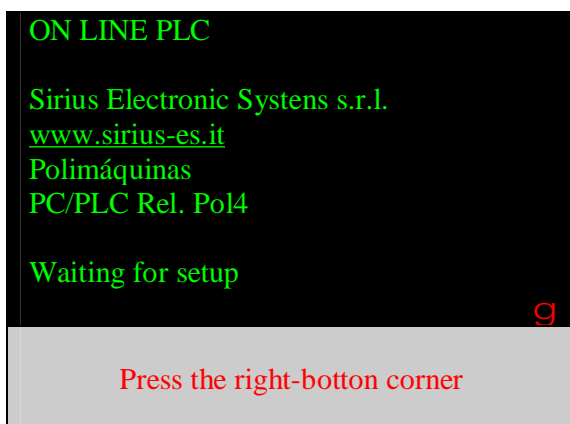 ON LINE PLC
Sirius Electronic Systens s.r.l.
www.sirius-es.it
Polimáquinas
PC/PLC Rel. Pol4
Waiting for setup
g
Press the right-botton corner